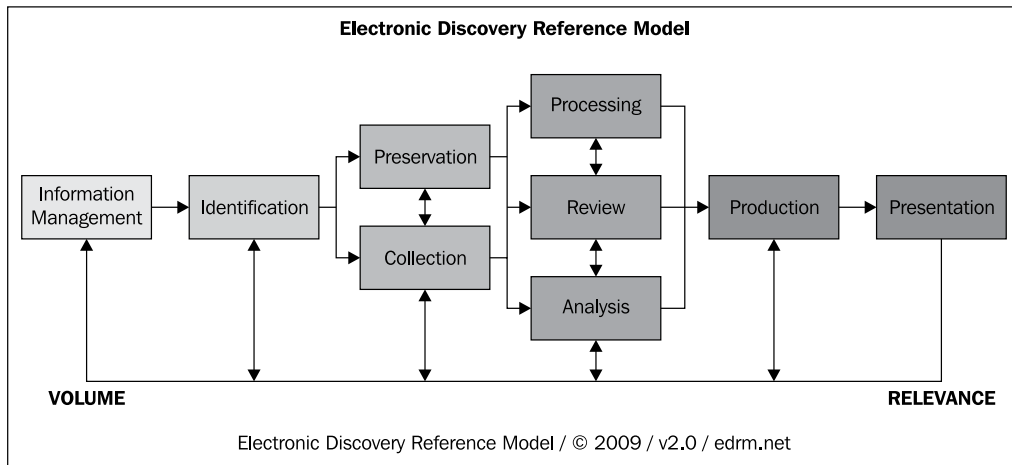 Electronic Discovery Reference Model
Processing
Preservation
Information
Management
Identification
Review
Production
Presentation
Collection
Analysis
VOLUME
RELEVANCE
Electronic Discovery Reference Model / © 2009 / v2.0 / edrm.net